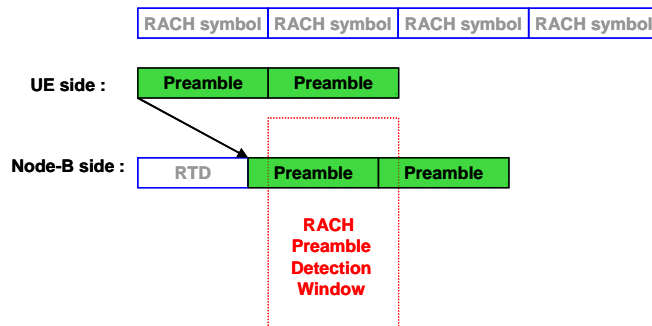 RACH symbol RACH symbol RACH symbol RACH symbol
UE side : Preamble Preamble
Node-B side : RTD Preamble Preamble
RACH
Preamble
Detection
Window